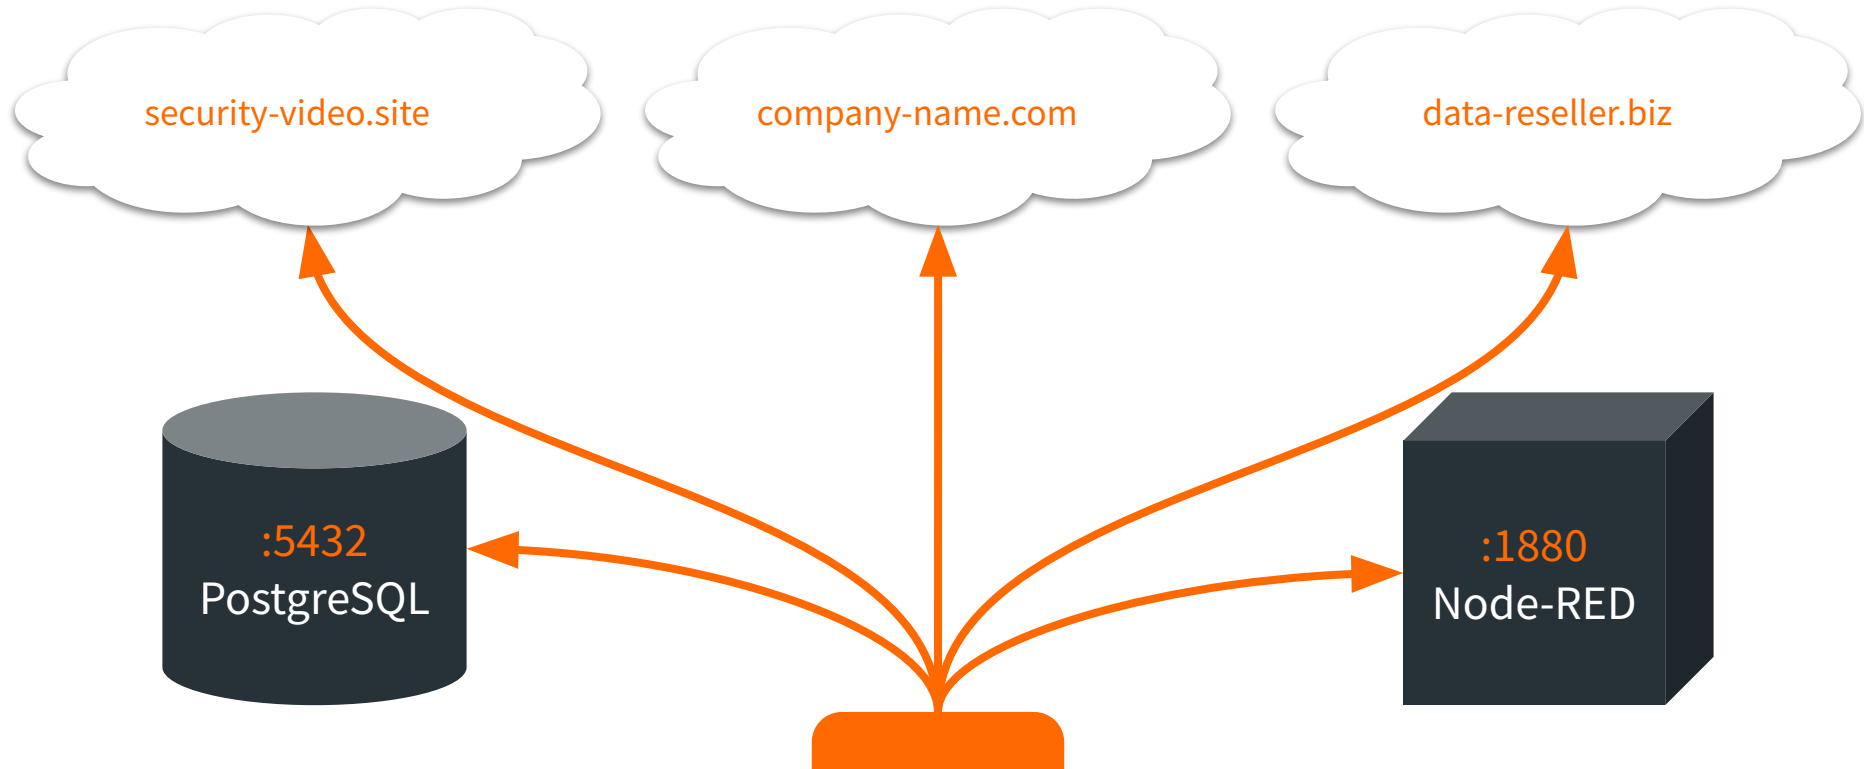 security-video.site
company-name.com
data-reseller.biz
:5432
PostgreSQL
:1880
Node-RED